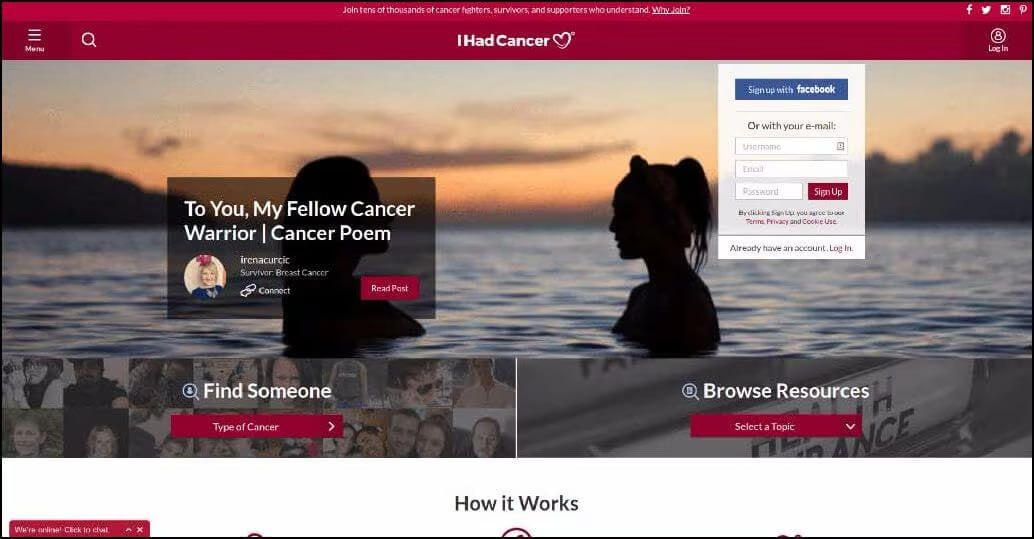 Join tens of thousands of cancer fighters, survivors, and supporters who understand. Why Join?
Menu
I Had Cancer
Log In
Sign up with facebook
Or with your e-mail:
Username
Email
Password
Sign Up
By clicking Sign Up, you agree to our
Terms, Privacy and Cookie Use.
Already have an account. Log In.
To You, My Fellow Cancer
Warrior | Cancer Poem
irenacurcic
Survivor: Breast Cancer
Connect
Read Post
Find Someone
Type of Cancer
Browse Resources
Select a Topic
HEALTH
How it Works
We're online! Click to chat.